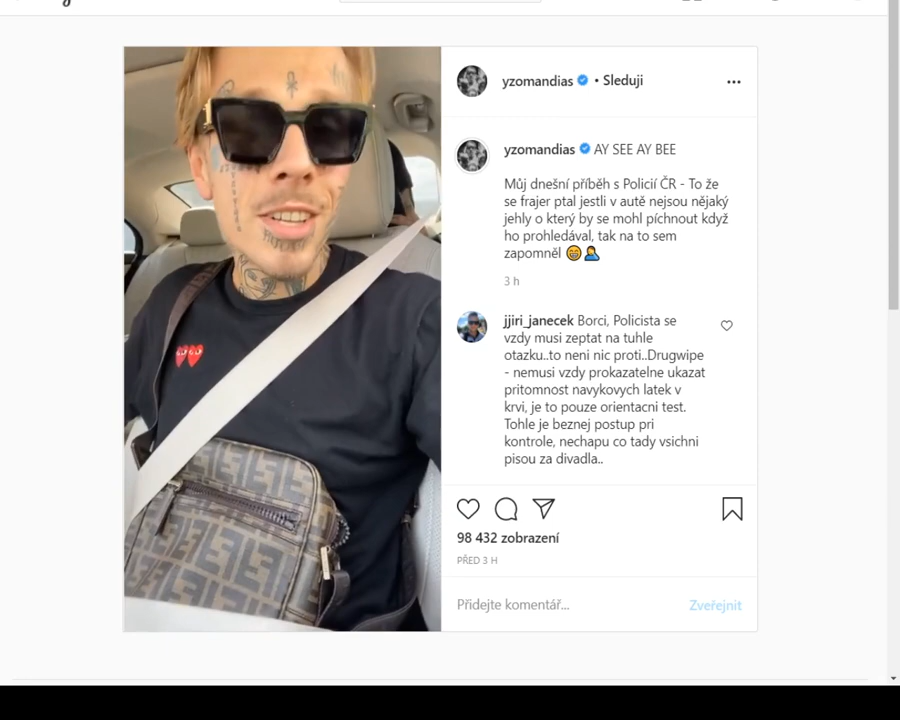 yzomandias • Sleduji
yzomandias AY SEE AY BEE
Můj dnešní příběh s Policií ČR - To že
se frajer ptal jestli v autě nejsou nějaký
jehly o který by se mohl píchnout když
ho prohledával, tak na to sem
zapomněl 😁🤦‍♂️
3 h
jjiri_janecek Borci, Policista se
vzdy musi zeptat na tuhle
otazku..to neni nic proti..Drugwipe
- nemusi vzdy prokazatelne ukazat
pritomnost navykovych latek v
krvi, je to pouze orientacni test.
Tohle je beznej postup pri
kontrole, nechapu co tady vsichni
pisou za divadla..
98 432 zobrazení
PŘED 3 H
Přidejte komentář...
Zveřejnit